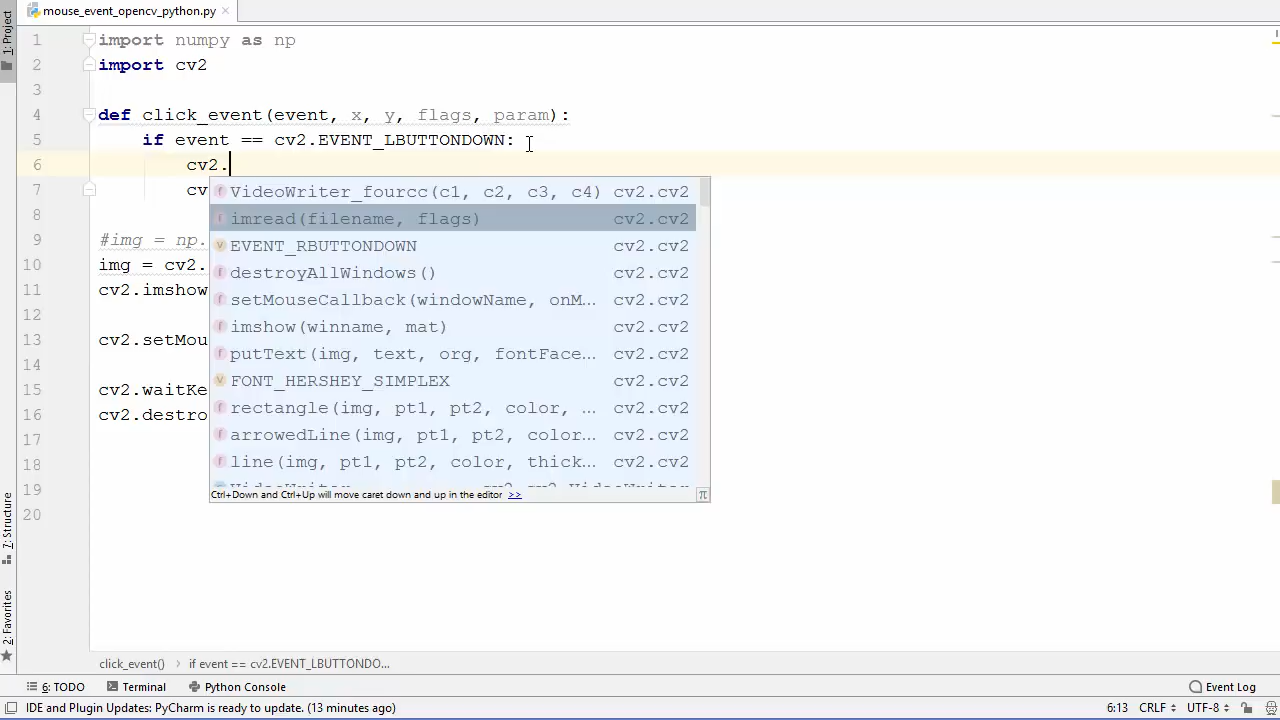 mouse_event_opencv_python.py
1: Project
1 import numpy as np
2 import cv2
3
4 def click_event(event, x, y, flags, param):
5 if event == cv2.EVENT_LBUTTONDOWN:
6 cv2.
7 cv
8
9 #img = np.
10 img = cv2.
11 cv2.imshow
12
13 cv2.setMou
14
15 cv2.waitKe
16 cv2.destro
17
18
19
20
VideoWriter_fourcc(c1, c2, c3, c4) cv2.cv2
imread(filename, flags) cv2.cv2
EVENT_RBUTTONDOWN cv2.cv2
destroyAllWindows() cv2.cv2
setMouseCallback(windowName, onM... cv2.cv2
imshow(winname, mat) cv2.cv2
putText(img, text, org, fontFace... cv2.cv2
FONT_HERSHEY_SIMPLEX cv2.cv2
rectangle(img, pt1, pt2, color, ... cv2.cv2
arrowedLine(img, pt1, pt2, color... cv2.cv2
line(img, pt1, pt2, color, thick... cv2.cv2
VideoWriter cv2.cv2.VideoWriter
Ctrl+Down and Ctrl+Up will move caret down and up in the editor >> π
7: Structure
2: Favorites
click_event() › if event == cv2.EVENT_LBUTTONDO...
6: TODO Terminal Python Console Event Log
IDE and Plugin Updates: PyCharm is ready to update. (13 minutes ago) 6:13 CRLF UTF-8